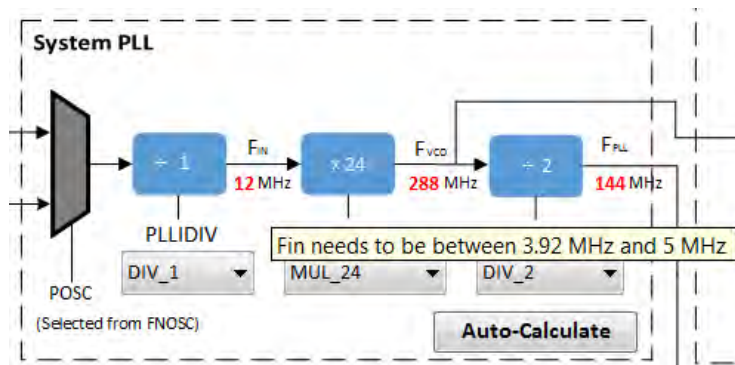 System PLL
÷ 1
FIN
12 MHz
x 24
FVCO
288 MHz
÷ 2
FPLL
144 MHz
PLLIDIV
Fin needs to be between 3.92 MHz and 5 MHz
DIV_1
MUL_24
DIV_2
POSC
(Selected from FNOSC)
Auto-Calculate